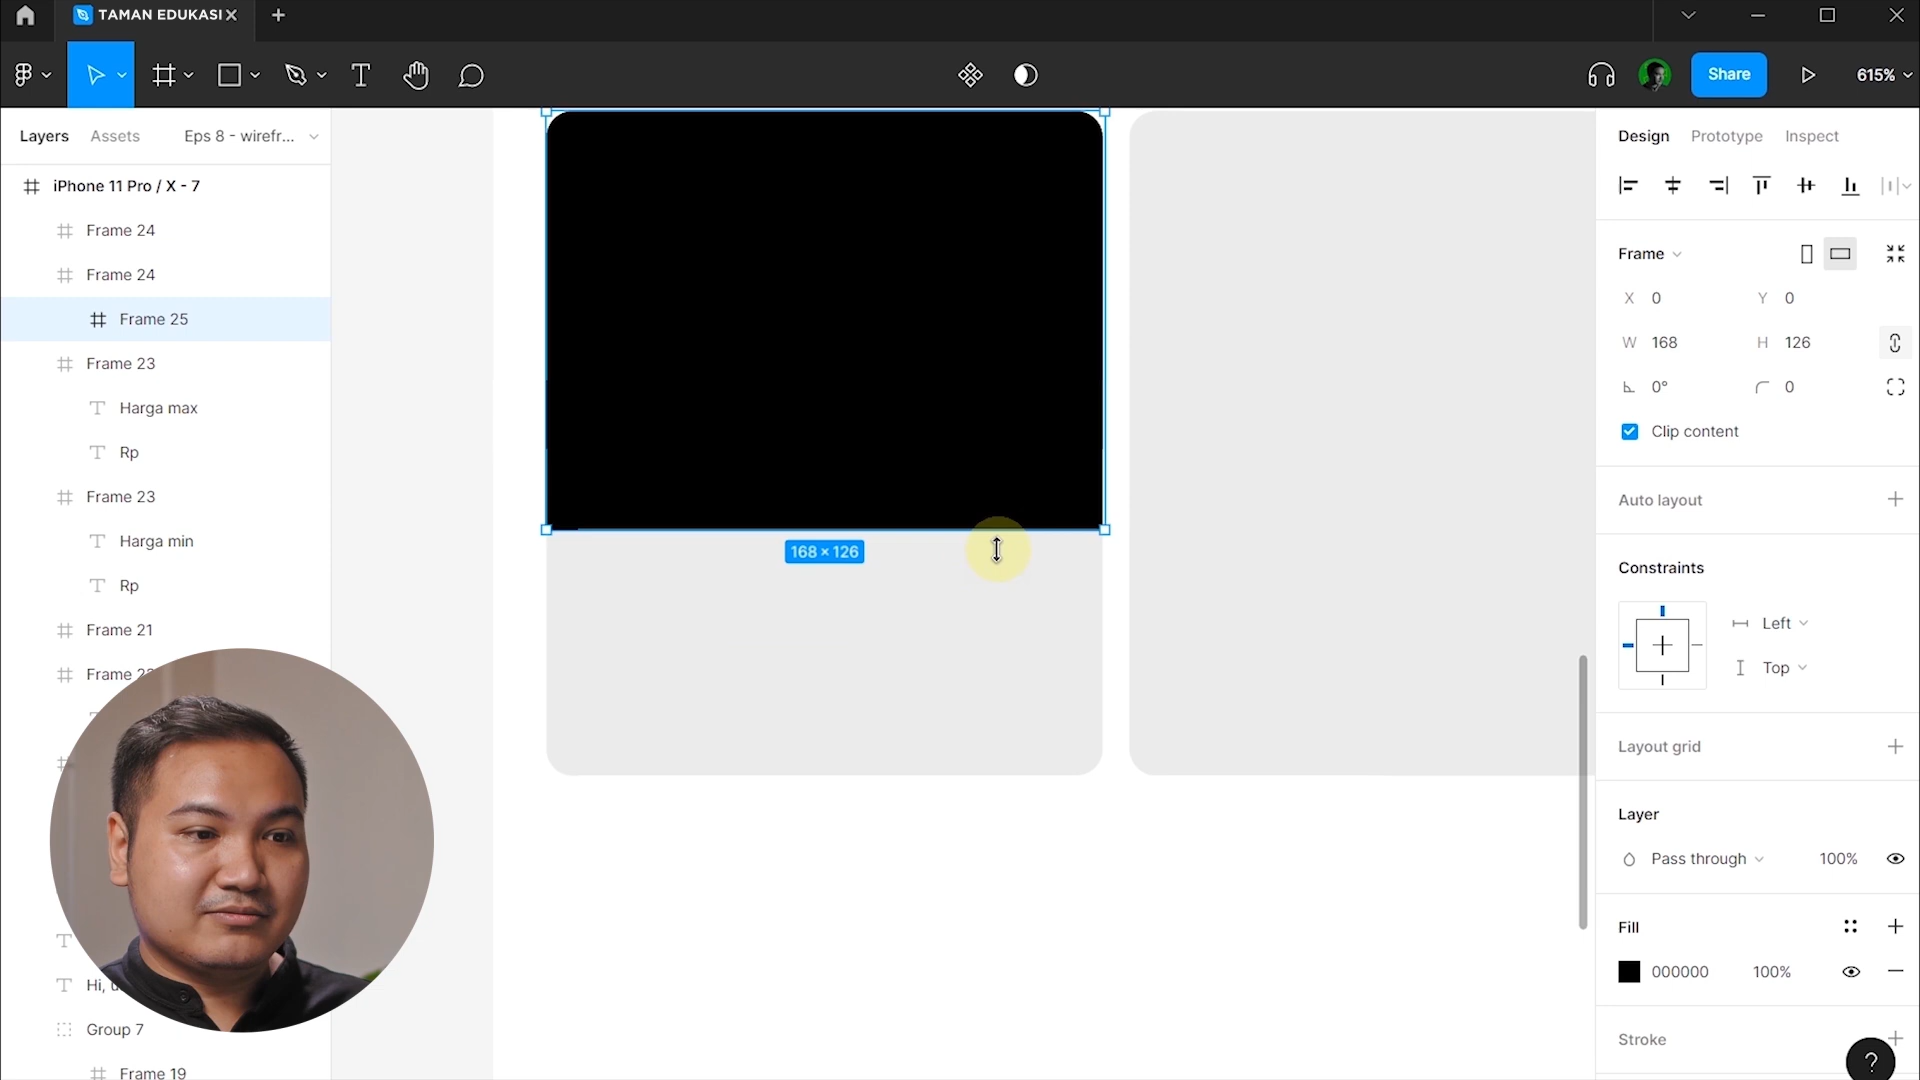 TAMAN EDUKASI
Share
615%
Layers
Assets
Eps 8 - wirefr...
iPhone 11 Pro / X - 7
Frame 24
Frame 24
Frame 25
Frame 23
Harga max
Rp
Frame 23
Harga min
Rp
Frame 21
Frame 2
Hi, u
Group 7
Frame 19
168 × 126
Design
Prototype
Inspect
Frame
X 0
Y 0
W 168
H 126
0°
0
Clip content
Auto layout
Constraints
Left
Top
Layout grid
Layer
Pass through
100%
Fill
000000
100%
Stroke
?